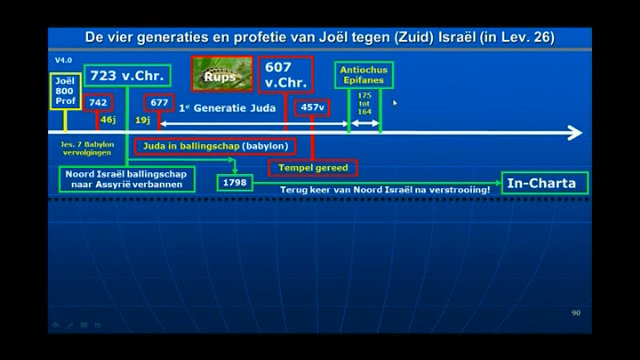 De vier generaties en profetie van Joël tegen (Zuid) Israël (in Lev. 26)
V4.0
Joël
800
Prof
742
46j
723 v.Chr.
19j
677
1e Generatie Juda
Rups
607
v.Chr.
457v
Antiochus
Epifanes
175
tot
164
Jes. 7 Babylon
vervolgingen
Juda in ballingschap (babylon)
Tempel gereed
Noord Israël ballingschap
naar Assyrië verbannen
1798
Terug keer van Noord Israël na verstrooiing!
In-Charta
90